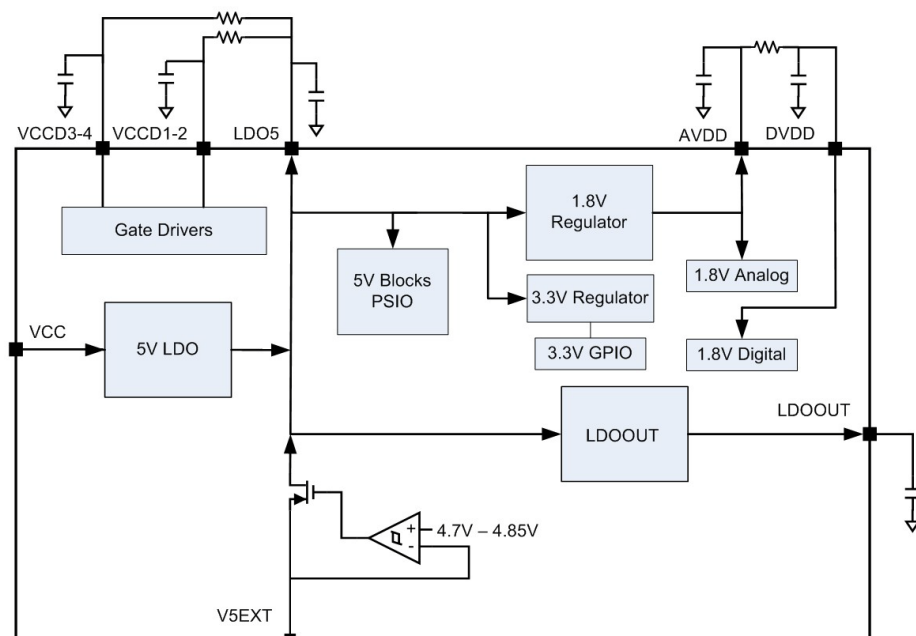 VCCD3-4
VCCD1-2
LDO5
AVDD
DVDD
Gate Drivers
1.8V
Regulator
5V Blocks
PSIO
1.8V Analog
3.3V Regulator
VCC
5V LDO
3.3V GPIO
1.8V Digital
LDOOUT
LDOOUT
+
4.7V – 4.85V
-
V5EXT